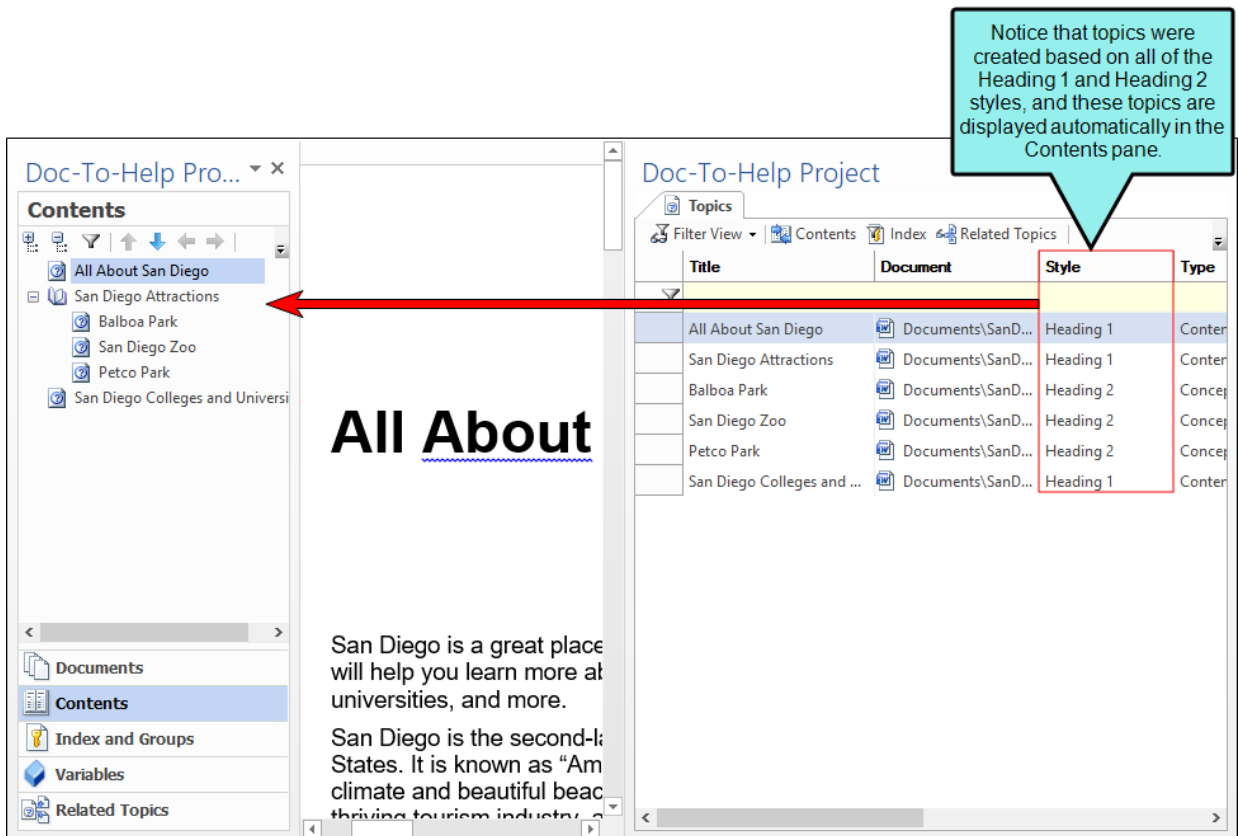 Notice that topics were
created based on all of the
Heading 1 and Heading 2
styles, and these topics are
displayed automatically in the
Contents pane.
Doc-To-Help Pro...
Contents
All About San Diego
San Diego Attractions
Balboa Park
San Diego Zoo
Petco Park
San Diego Colleges and Universi
Documents
Contents
Index and Groups
Variables
Related Topics
All About
San Diego is a great place
will help you learn more ab
universities, and more.
San Diego is the second-la
States. It is known as “Am
climate and beautiful beac
thriving tourism industry, a
Doc-To-Help Project
Topics
Filter View Contents Index Related Topics
Title Document Style Type
All About San Diego Documents\SanD... Heading 1 Conten
San Diego Attractions Documents\SanD... Heading 1 Conten
Balboa Park Documents\SanD... Heading 2 Concep
San Diego Zoo Documents\SanD... Heading 2 Concep
Petco Park Documents\SanD... Heading 2 Concep
San Diego Colleges and ... Documents\SanD... Heading 1 Conten